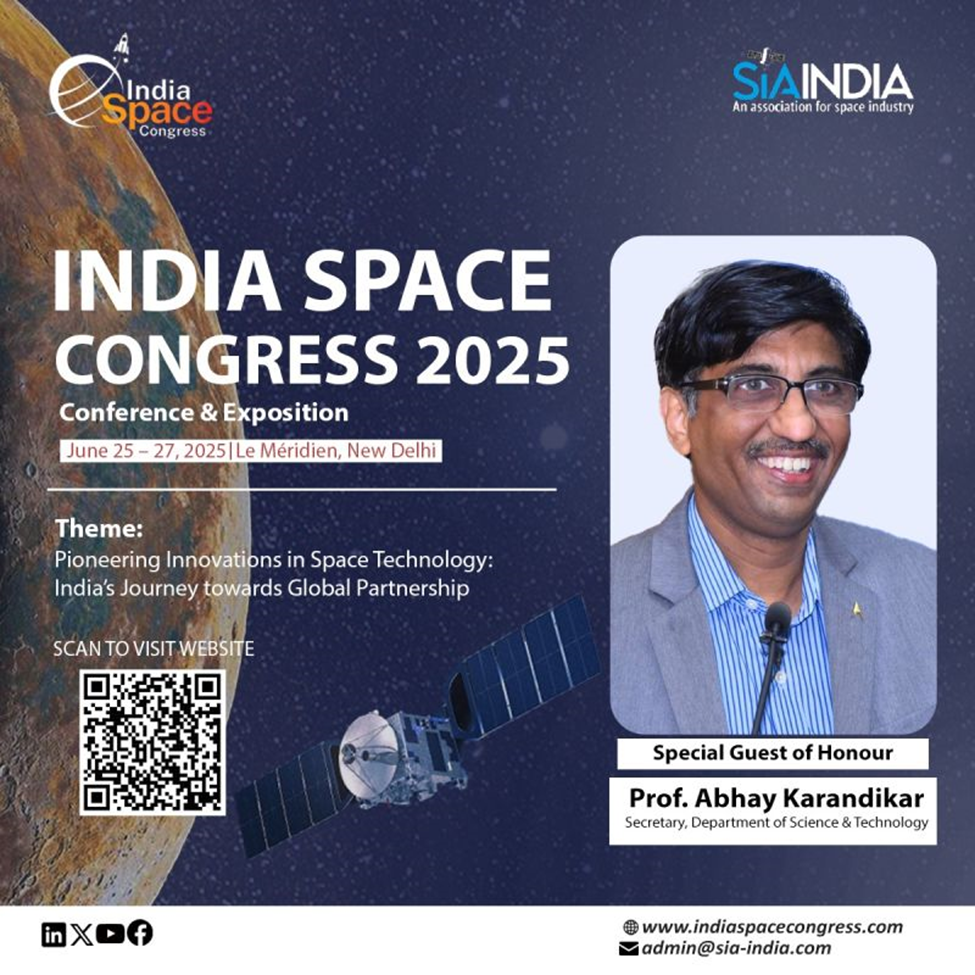 India
Space
Congress
SiAINDIA
An association for space industry
INDIA SPACE
CONGRESS 2025
Conference & Exposition
June 25 – 27, 2025|Le Méridien, New Delhi
Theme:
Pioneering Innovations in Space Technology:
India’s Journey towards Global Partnership
SCAN TO VISIT WEBSITE
Special Guest of Honour
Prof. Abhay Karandikar
Secretary, Department of Science & Technology
www.indiaspacecongress.com
admin@sia-india.com